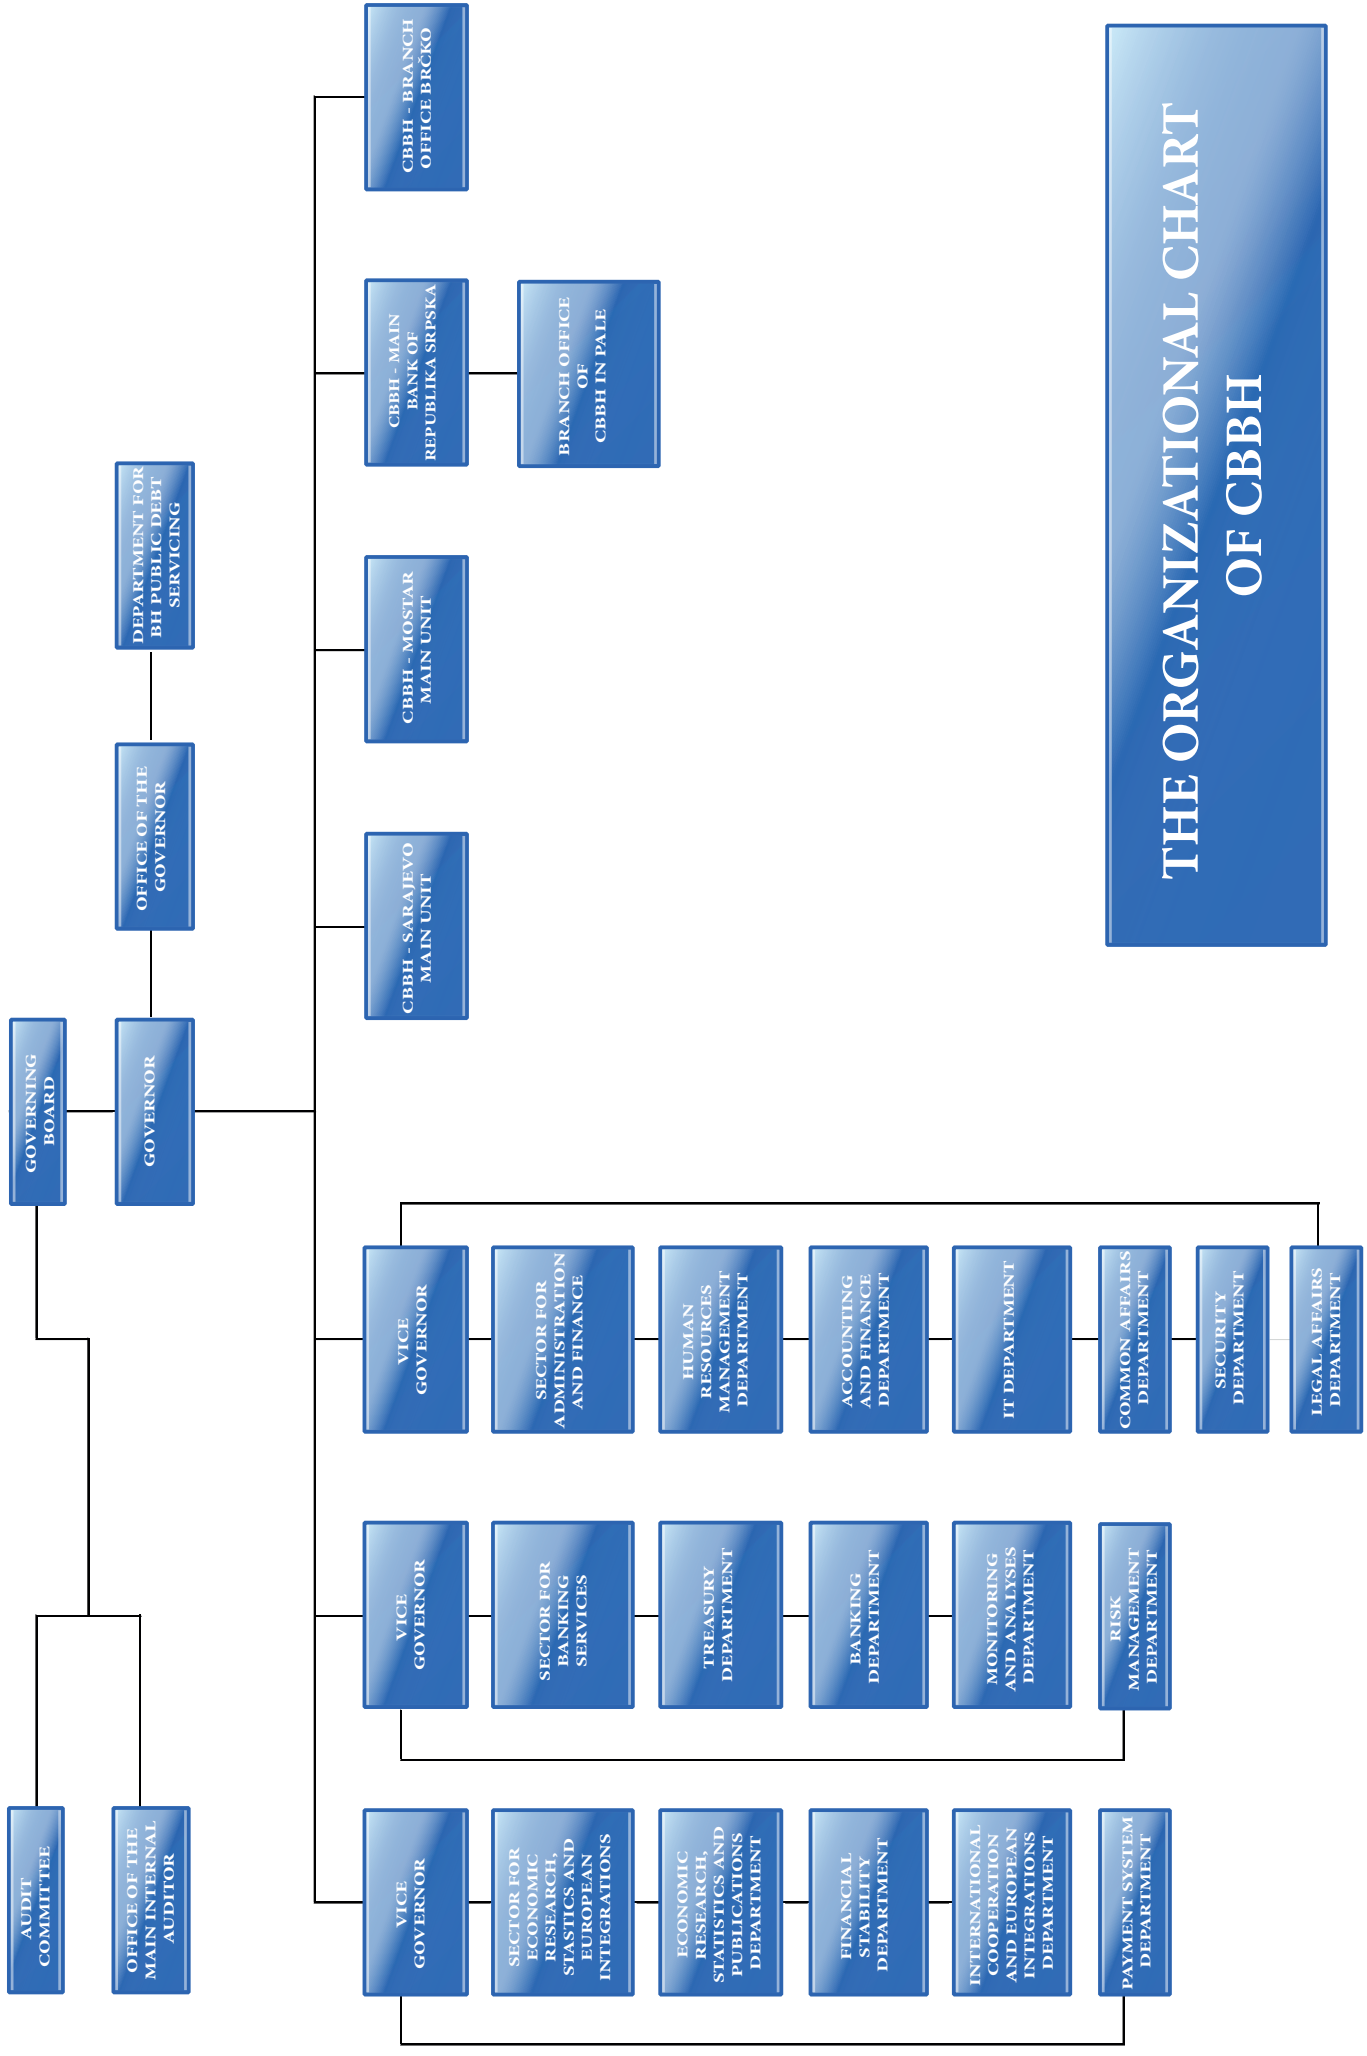 AUDIT
COMMITTEE
OFFICE OF THE
MAIN INTERNAL
AUDITOR
GOVERNING
BOARD
GOVERNOR
OFFICE OF THE
GOVERNOR
DEPARTMENT FOR
BH PUBLIC DEBT
SERVICING
VICE
GOVERNOR
SECTOR FOR
ECONOMIC
RESEARCH,
STASTICS AND
EUROPEAN
INTEGRATIONS
ECONOMIC
RESEARCH,
STATISTICS AND
PUBLICATIONS
DEPARTMENT
FINANCIAL
STABILITY
DEPARTMENT
INTERNATIONAL
COOPERATION
AND EUROPEAN
INTEGRATIONS
DEPARTMENT
PAYMENT SYSTEM
DEPARTMENT
VICE
GOVERNOR
SECTOR FOR
BANKING
SERVICES
TREASURY
DEPARTMENT
BANKING
DEPARTMENT
MONITORING
AND ANALYSES
DEPARTMENT
RISK
MANAGEMENT
DEPARTMENT
VICE
GOVERNOR
SECTOR FOR
ADMINISTRATION
AND FINANCE
HUMAN
RESOURCES
MANAGEMENT
DEPARTMENT
ACCOUNTING
AND FINANCE
DEPARTMENT
IT DEPARTMENT
COMMON AFFAIRS
DEPARTMENT
SECURITY
DEPARTMENT
LEGAL AFFAIRS
DEPARTMENT
CBBH - SARAJEVO
MAIN UNIT
CBBH - MOSTAR
MAIN UNIT
CBBH - MAIN
BANK OF
REPUBLIKA SRPSKA
BRANCH OFFICE
OF
CBBH IN PALE
CBBH - BRANCH
OFFICE BRČKO
THE ORGANIZATIONAL CHART
OF CBBH